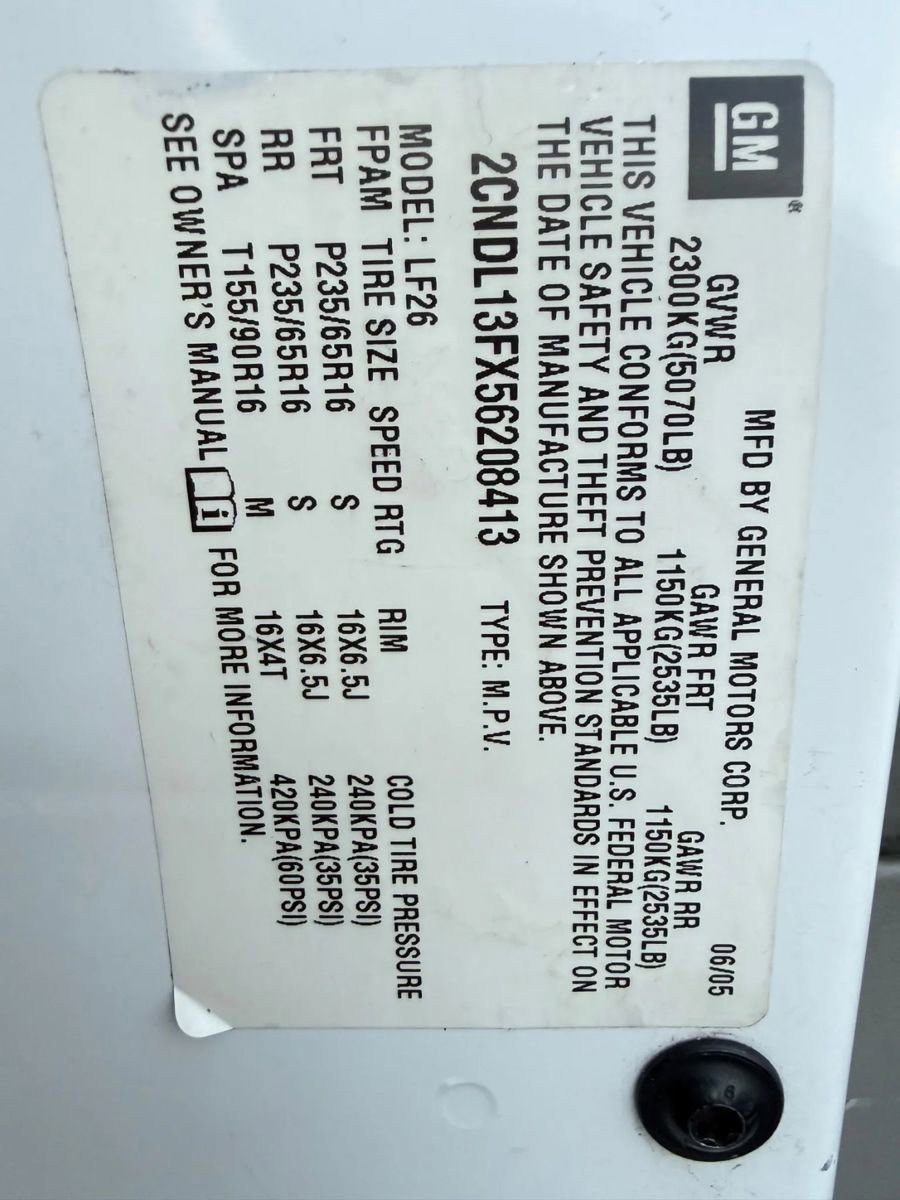 GM®
MFD BY GENERAL MOTORS CORP. 06/05
GVWR GAWR FRT GAWR RR
2300KG(5070LB) 1150KG(2535LB) 1150KG(2535LB)
THIS VEHICLE CONFORMS TO ALL APPLICABLE U.S. FEDERAL MOTOR
VEHICLE SAFETY AND THEFT PREVENTION STANDARDS IN EFFECT ON
THE DATE OF MANUFACTURE SHOWN ABOVE.
2CNDL13FX56208413 TYPE: M.P.V.
MODEL: LF26
FPAM TIRE SIZE SPEED RTG RIM COLD TIRE PRESSURE
FRT P235/65R16 S 16X6.5J 240KPA(35PSI)
RR P235/65R16 S 16X6.5J 240KPA(35PSI)
SPA T155/90R16 M 16X4T 420KPA(60PSI)
SEE OWNER'S MANUAL i FOR MORE INFORMATION.